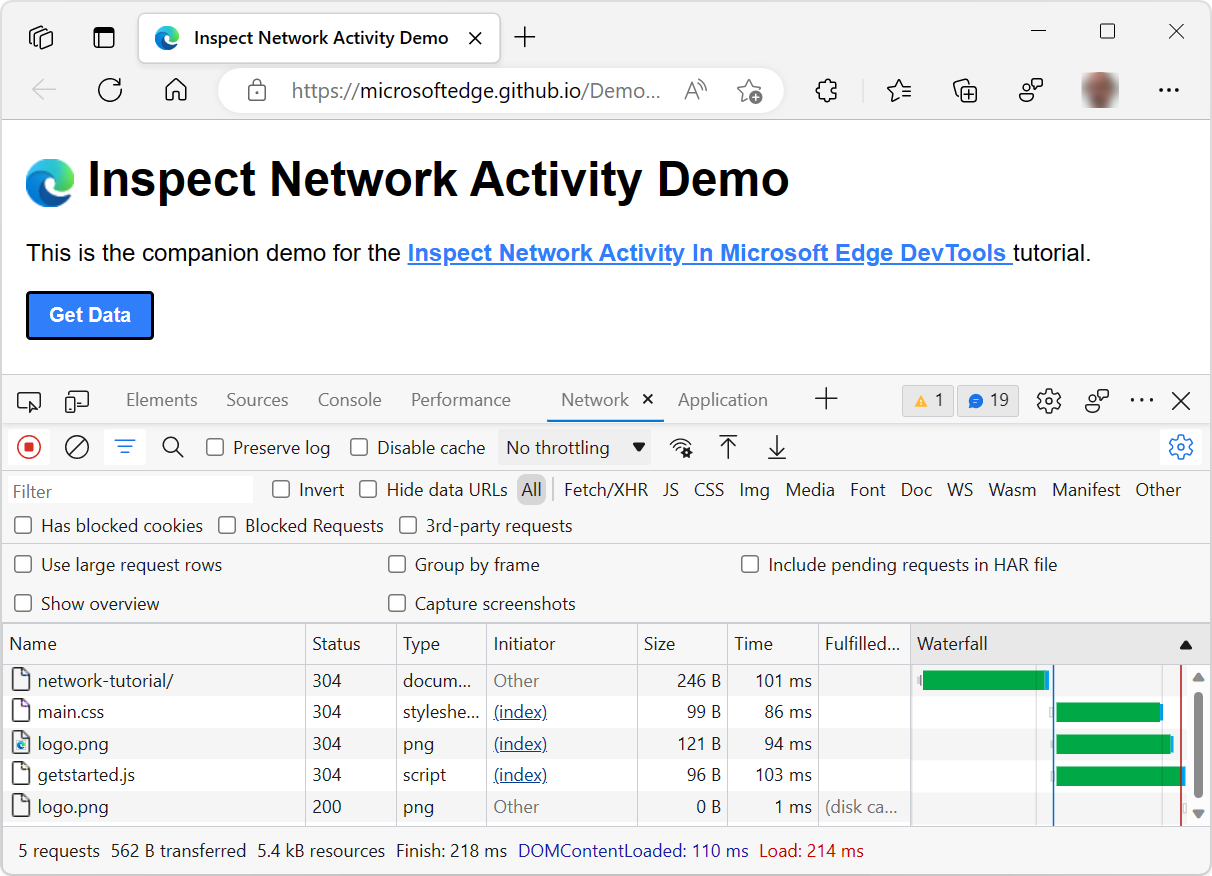 Inspect Network Activity Demo
https://microsoftedge.github.io/Demo...
Inspect Network Activity Demo
This is the companion demo for the Inspect Network Activity In Microsoft Edge DevTools tutorial.
Get Data
Elements Sources Console Performance Network Application 1 19
Preserve log Disable cache No throttling
Filter Invert Hide data URLs All Fetch/XHR JS CSS Img Media Font Doc WS Wasm Manifest Other
Has blocked cookies Blocked Requests 3rd-party requests
Use large request rows Group by frame Include pending requests in HAR file
Show overview Capture screenshots
Name Status Type Initiator Size Time Fulfilled... Waterfall
network-tutorial/ 304 docum... Other 246 B 101 ms
main.css 304 styleshe... (index) 99 B 86 ms
logo.png 304 png (index) 121 B 94 ms
getstarted.js 304 script (index) 96 B 103 ms
logo.png 200 png Other 0 B 1 ms (disk ca...
5 requests 562 B transferred 5.4 kB resources Finish: 218 ms DOMContentLoaded: 110 ms Load: 214 ms